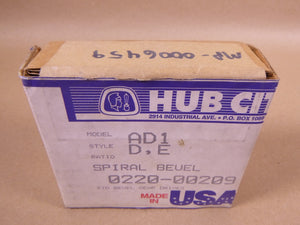 MP-0006459
HUB CI
2914 INDUSTRIAL AVE. • P.O. BOX 1089
MODEL AD1
STYLE D.E
RATIO
SPIRAL BEVEL
0220-00209
MADE IN USA